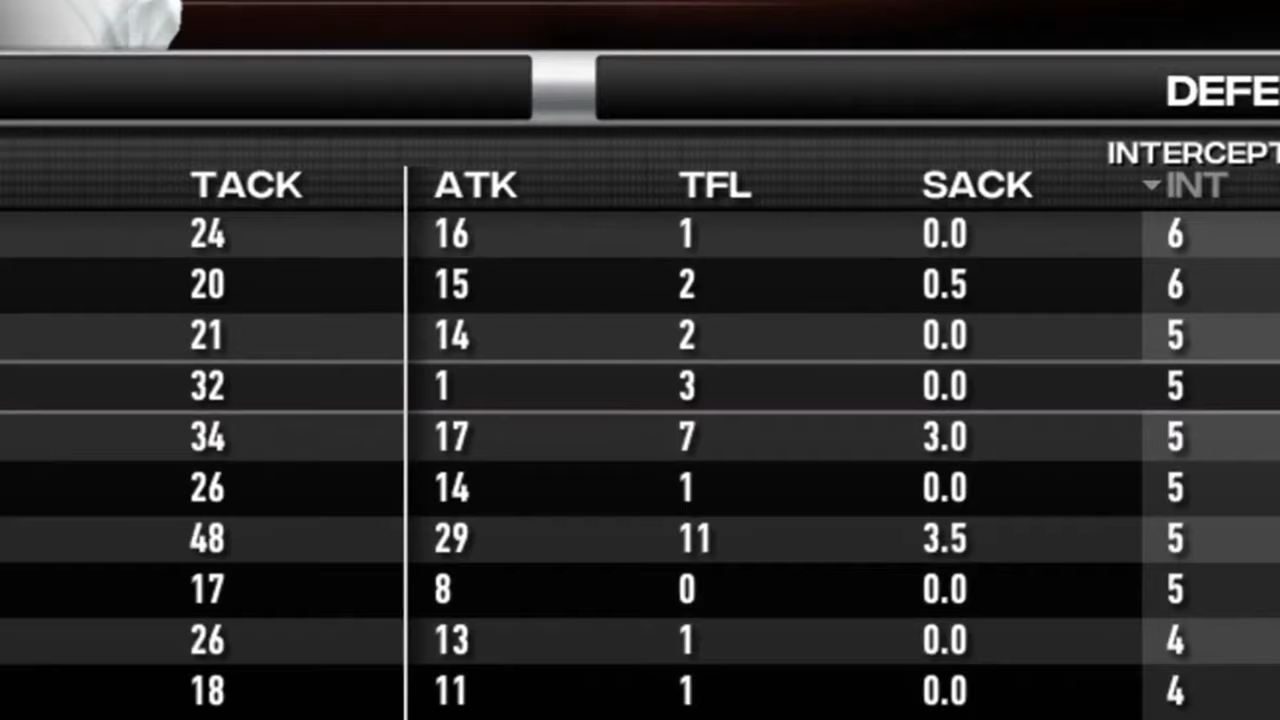 DEFE
INTERCEPT
TACK ATK TFL SACK INT
24 16 1 0.0 6
20 15 2 0.5 6
21 14 2 0.0 5
32 1 3 0.0 5
34 17 7 3.0 5
26 14 1 0.0 5
48 29 11 3.5 5
17 8 0 0.0 5
26 13 1 0.0 4
18 11 1 0.0 4